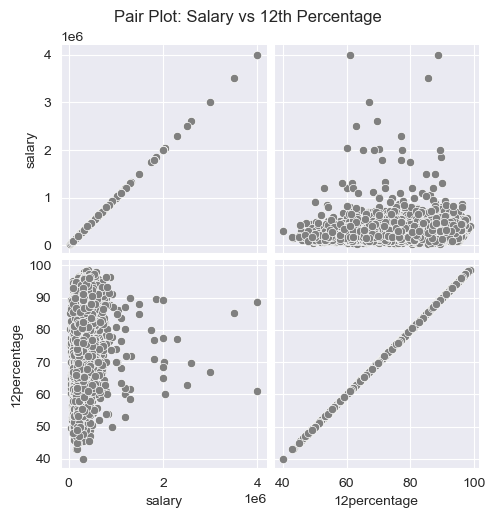 Pair Plot: Salary vs 12th Percentage
1e6
4
3
2
1
0
salary
100
90
80
70
60
50
40
12percentage
0 2 4
1e6
salary
40 60 80 100
12percentage